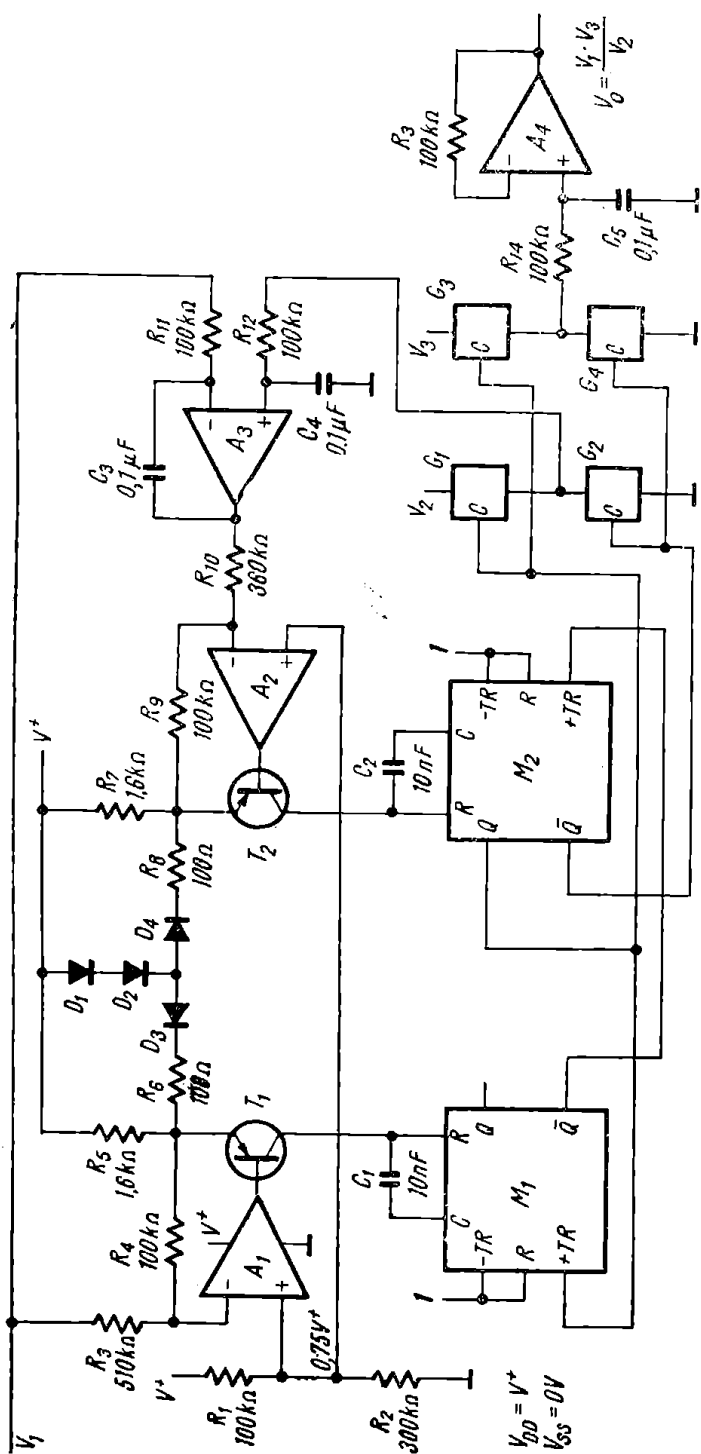 V₁
R₃
510kΩ
V⁺
R₁
100kΩ
R₂
300kΩ
0,75V⁺
V_DD = V⁺
V_SS = 0V
R₄
100kΩ
V⁺
A₁
-
+
R₅
1,6kΩ
R₆
T₁
D₁
D₂
D₃
D₄
V⁺
R₇
1,6kΩ
R₈
100Ω
T₂
R₉
100kΩ
A₂
-
+
R₁₀
360kΩ
C₃
0,1μF
A₃
-
+
R₁₁
100kΩ
R₁₂
100kΩ
C₄
0.1μF
C₁
10nF
1
C
R
-TR
Q
R
M₁
+TR
Q̄
C₂
10nF
1
R
C
Q
-TR
R
M₂
Q̄
+TR
V₂
G₁
C
G₂
C
V₃
G₃
C
G₄
C
R₁₄
100kΩ
C₅
0,1μF
R₃
100kΩ
A₄
-
+
V₀ = V₁ · V₃ / V₂